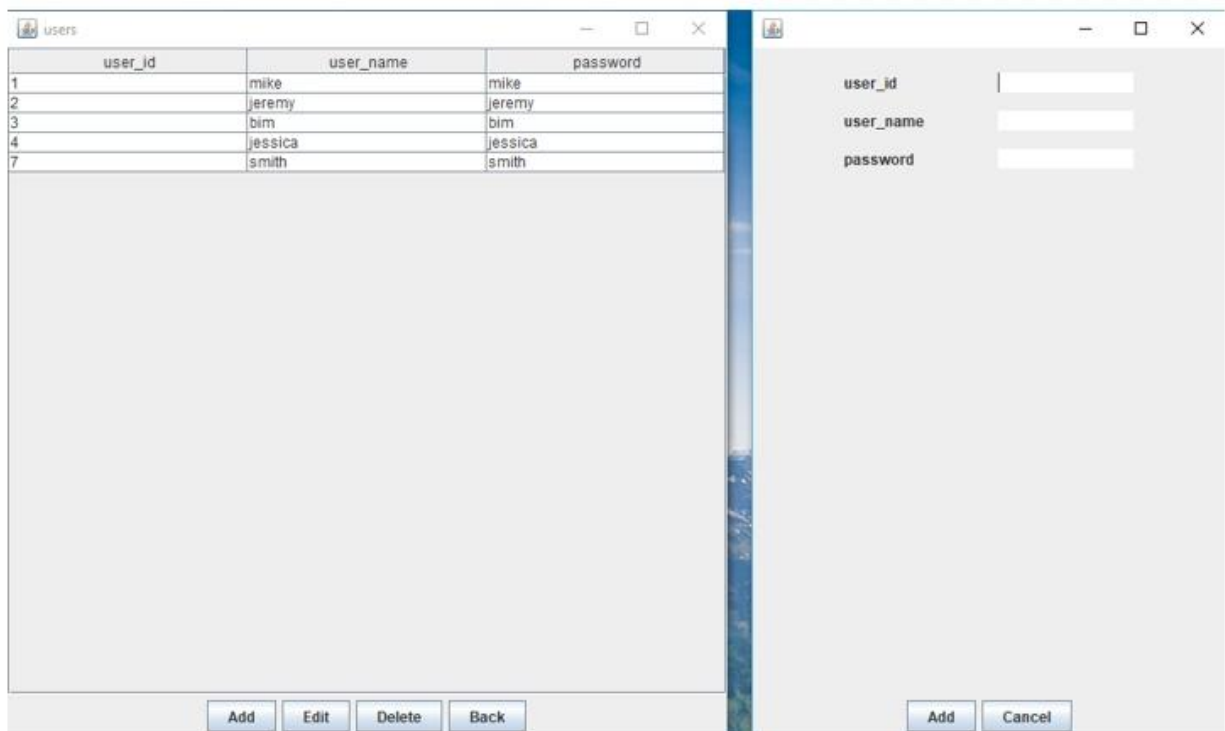 users
user_id user_name password
1 mike mike
2 jeremy jeremy
3 bim bim
4 jessica jessica
7 smith smith
Add Edit Delete Back
user_id
user_name
password
Add Cancel